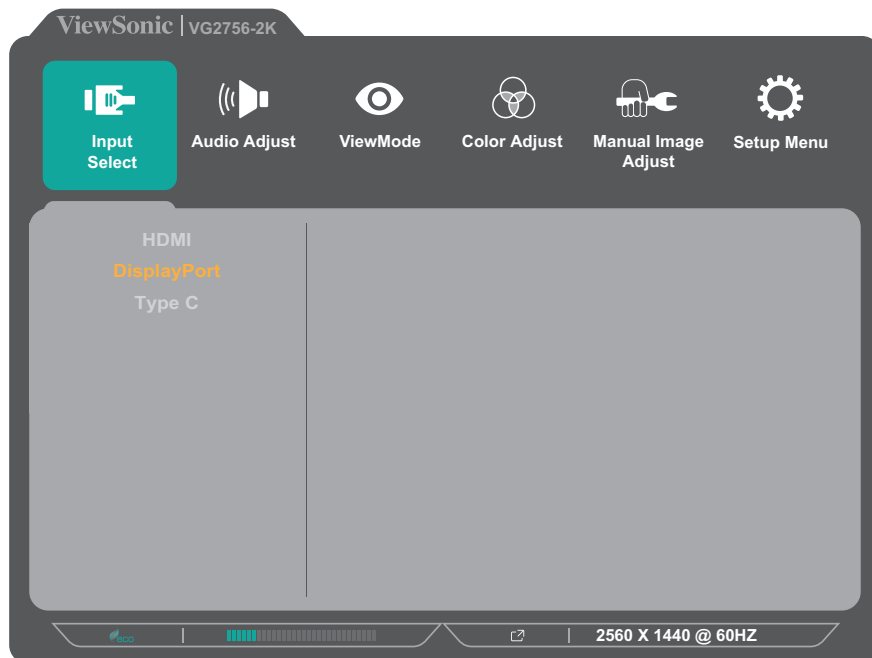 ViewSonic | VG2756-2K
Input
Select
Audio Adjust
ViewMode
Color Adjust
Manual Image
Adjust
Setup Menu
HDMI
DisplayPort
Type C
eco
2560 X 1440 @ 60HZ